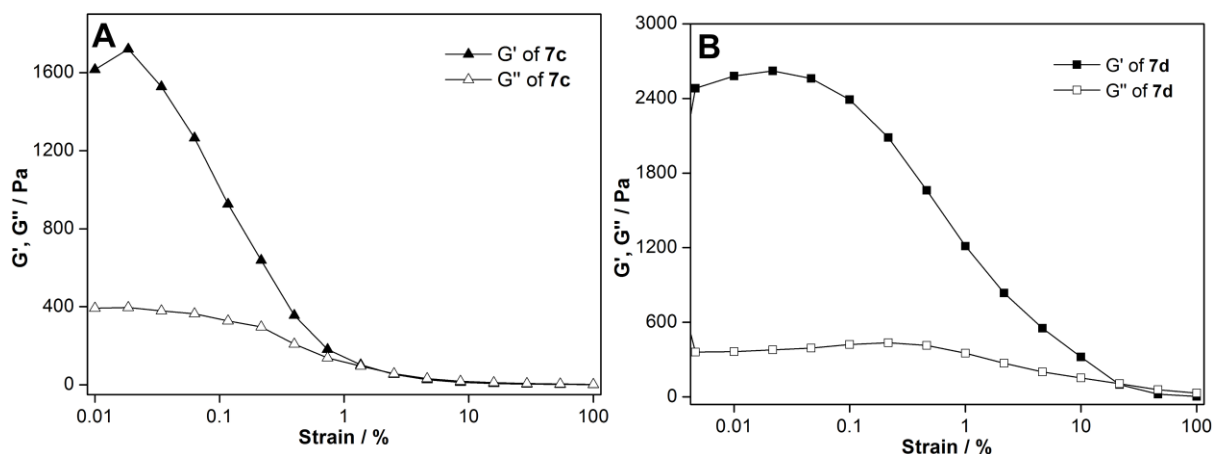 A
G' of 7c
G" of 7c
1600
1200
800
400
0
G', G" / Pa
0.01 0.1 1 10 100
Strain / %
B
G' of 7d
G" of 7d
3000
2400
1800
1200
600
0
G', G" / Pa
0.01 0.1 1 10 100
Strain / %